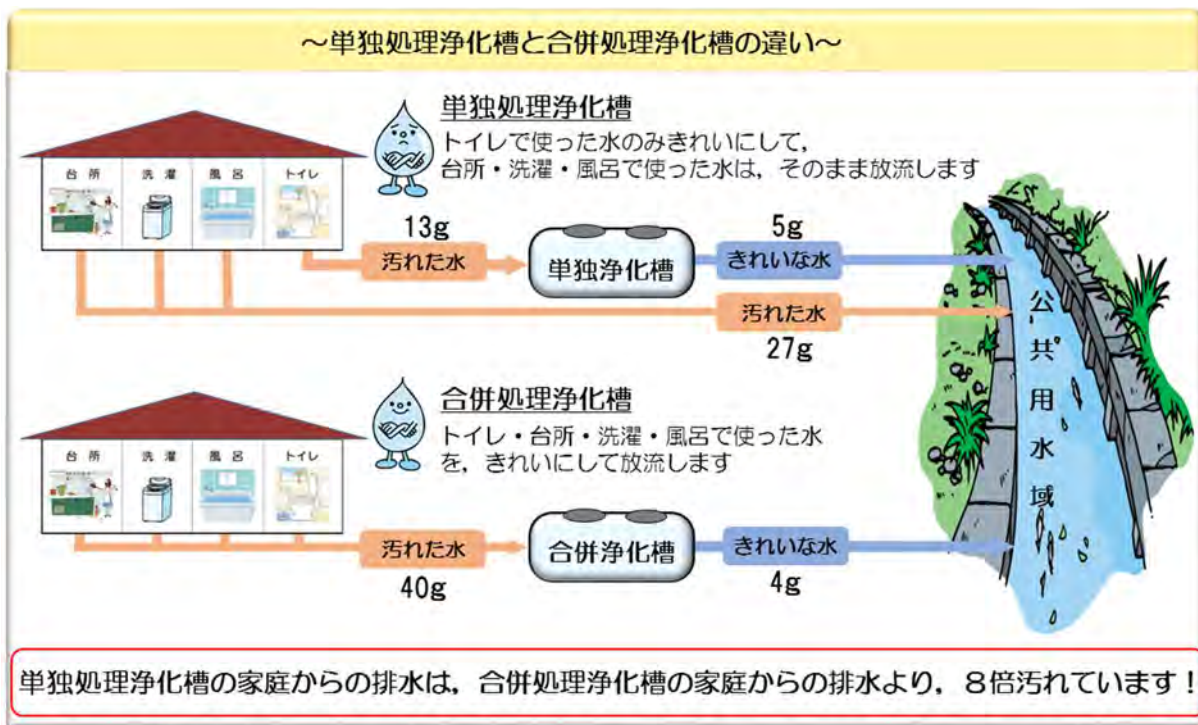 ～単独処理浄化槽と合併処理浄化槽の違い～
単独処理浄化槽
トイレで使った水のみきれいにして，
台所・洗濯・風呂で使った水は，そのまま放流します
台所
洗濯
風呂
トイレ
13g
汚れた水
単独浄化槽
5g
きれいな水
汚れた水
27g
公共用水域
合併処理浄化槽
トイレ・台所・洗濯・風呂で使った水
を，きれいにして放流します
台所
洗濯
風呂
トイレ
汚れた水
40g
合併浄化槽
きれいな水
4g
単独処理浄化槽の家庭からの排水は，合併処理浄化槽の家庭からの排水より，８倍汚れています！